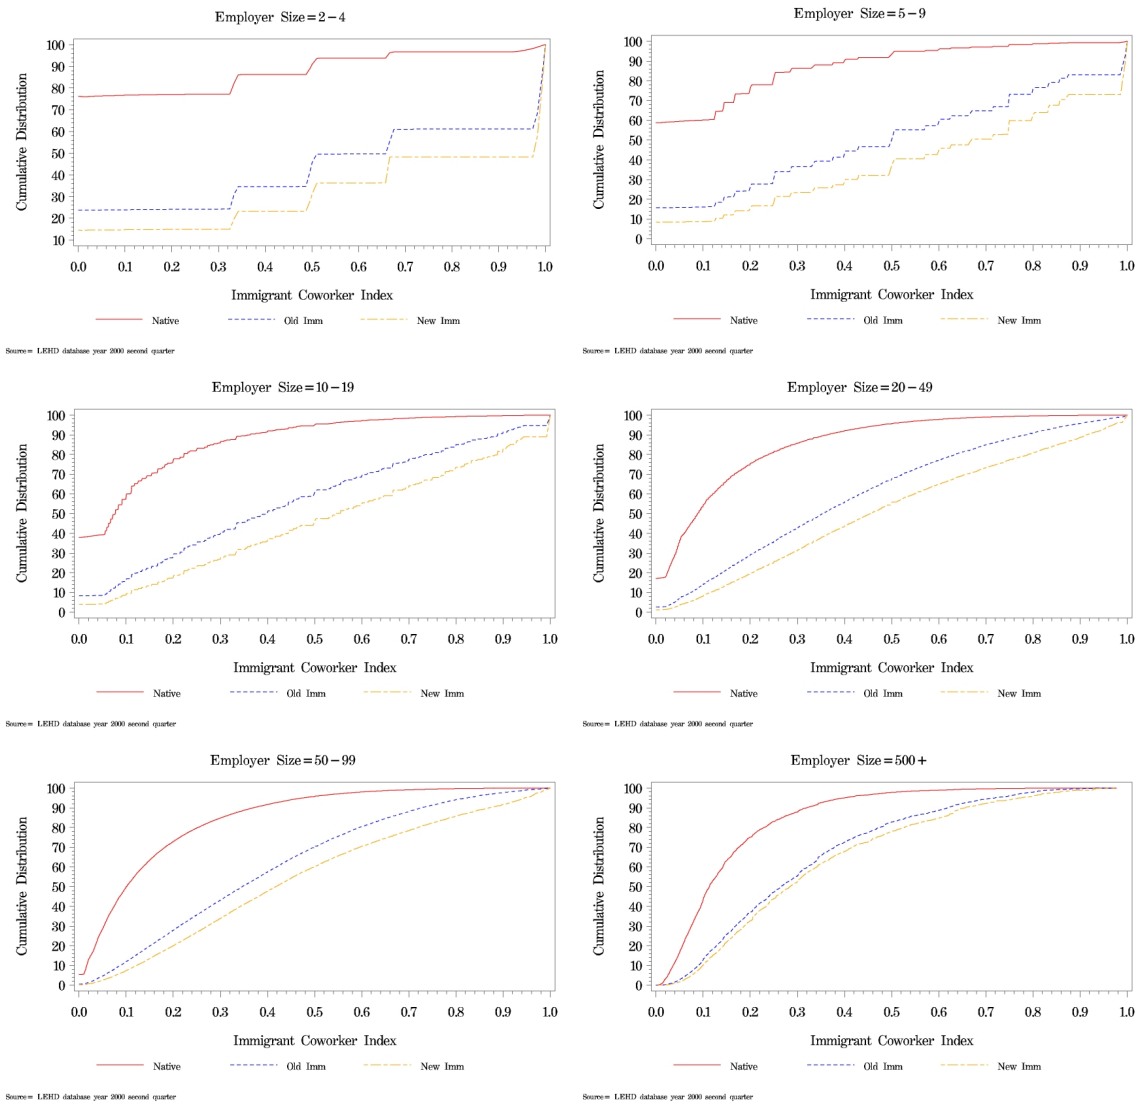 Employer Size=2-4
Cumulative Distribution
100
90
80
70
60
50
40
30
20
10
0.0 0.1 0.2 0.3 0.4 0.5 0.6 0.7 0.8 0.9 1.0
Immigrant Coworker Index
Native Old Imm New Imm
Source= LEHD database year 2000 second quarter
Employer Size=5-9
Cumulative Distribution
100
90
80
70
60
50
40
30
20
10
0
0.0 0.1 0.2 0.3 0.4 0.5 0.6 0.7 0.8 0.9 1.0
Immigrant Coworker Index
Native Old Imm New Imm
Source= LEHD database year 2000 second quarter
Employer Size=10-19
Cumulative Distribution
100
90
80
70
60
50
40
30
20
10
0
0.0 0.1 0.2 0.3 0.4 0.5 0.6 0.7 0.8 0.9 1.0
Immigrant Coworker Index
Native Old Imm New Imm
Source= LEHD database year 2000 second quarter
Employer Size=20-49
Cumulative Distribution
100
90
80
70
60
50
40
30
20
10
0
0.0 0.1 0.2 0.3 0.4 0.5 0.6 0.7 0.8 0.9 1.0
Immigrant Coworker Index
Native Old Imm New Imm
Source= LEHD database year 2000 second quarter
Employer Size=50-99
Cumulative Distribution
100
90
80
70
60
50
40
30
20
10
0
0.0 0.1 0.2 0.3 0.4 0.5 0.6 0.7 0.8 0.9 1.0
Immigrant Coworker Index
Native Old Imm New Imm
Source= LEHD database year 2000 second quarter
Employer Size=500+
Cumulative Distribution
100
90
80
70
60
50
40
30
20
10
0
0.0 0.1 0.2 0.3 0.4 0.5 0.6 0.7 0.8 0.9 1.0
Immigrant Coworker Index
Native Old Imm New Imm
Source= LEHD database year 2000 second quarter